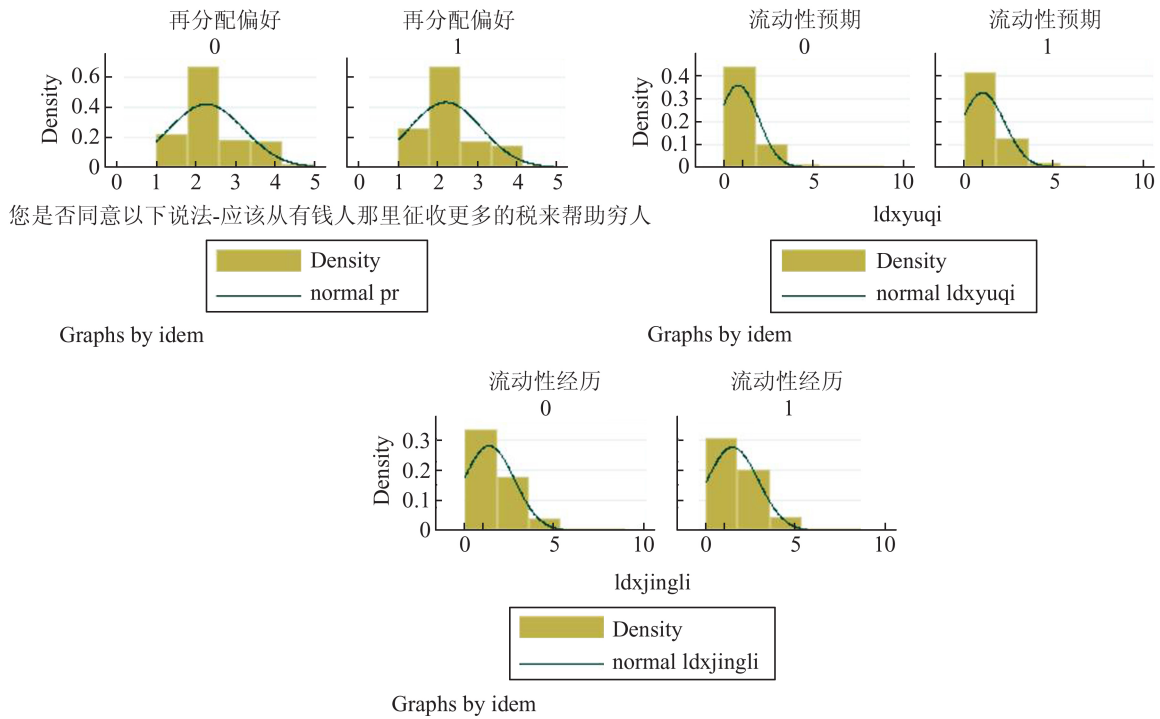 再分配偏好
0
再分配偏好
1
Density
0.6
0.4
0.2
0
0 1 2 3 4 5
0 1 2 3 4 5
您是否同意以下说法-应该从有钱人那里征收更多的税来帮助穷人
Density
normal pr
Graphs by idem
流动性预期
0
流动性预期
1
Density
0.4
0.3
0.2
0.1
0
0 5 10
0 5 10
ldxyuqi
Density
normal ldxyuqi
Graphs by idem
流动性经历
0
流动性经历
1
Density
0.3
0.2
0.1
0
0 5 10
0 5 10
ldxjingli
Density
normal ldxjingli
Graphs by idem